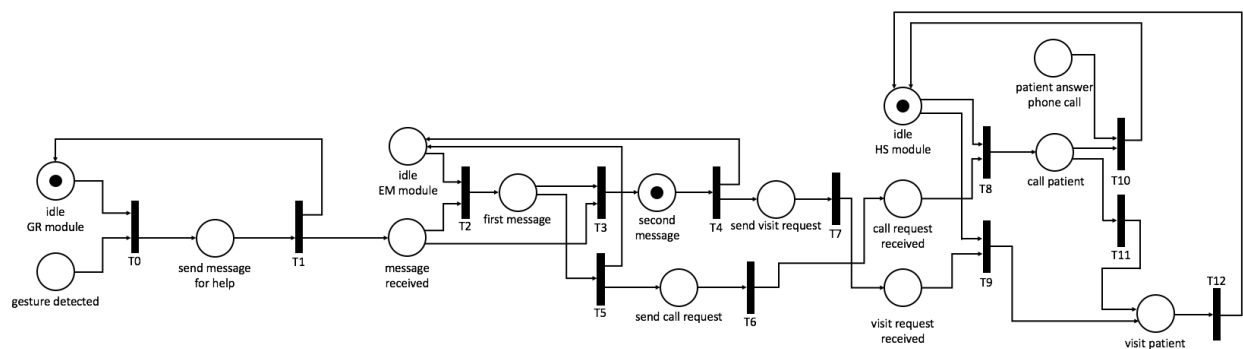 patient answer
phone call
idle
HS module
T10
T8
call patient
idle
EM module
T2
first message
T3
second
message
T4
send visit request
T7
call request
received
T11
idle
GR module
T0
send message
for help
T1
message
received
T9
gesture detected
T5
send call request
T6
visit request
received
T12
visit patient